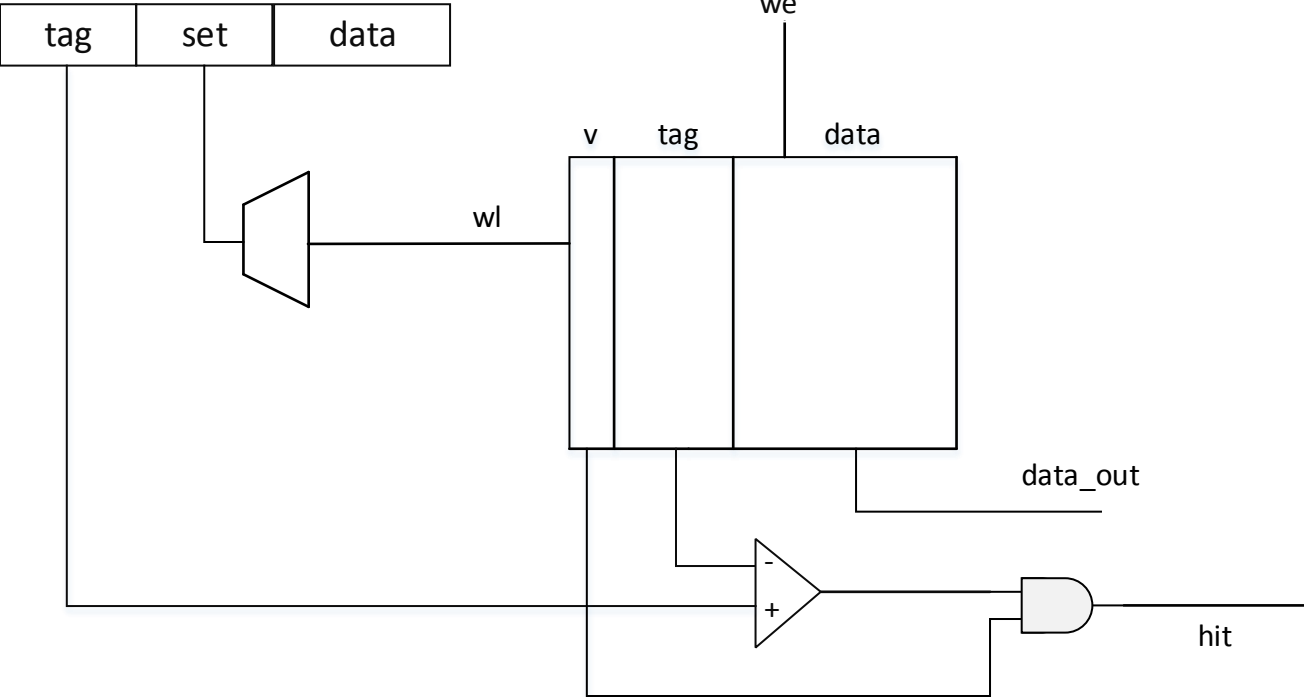 we
tag set data
v tag data
wl
data_out
-
+
hit